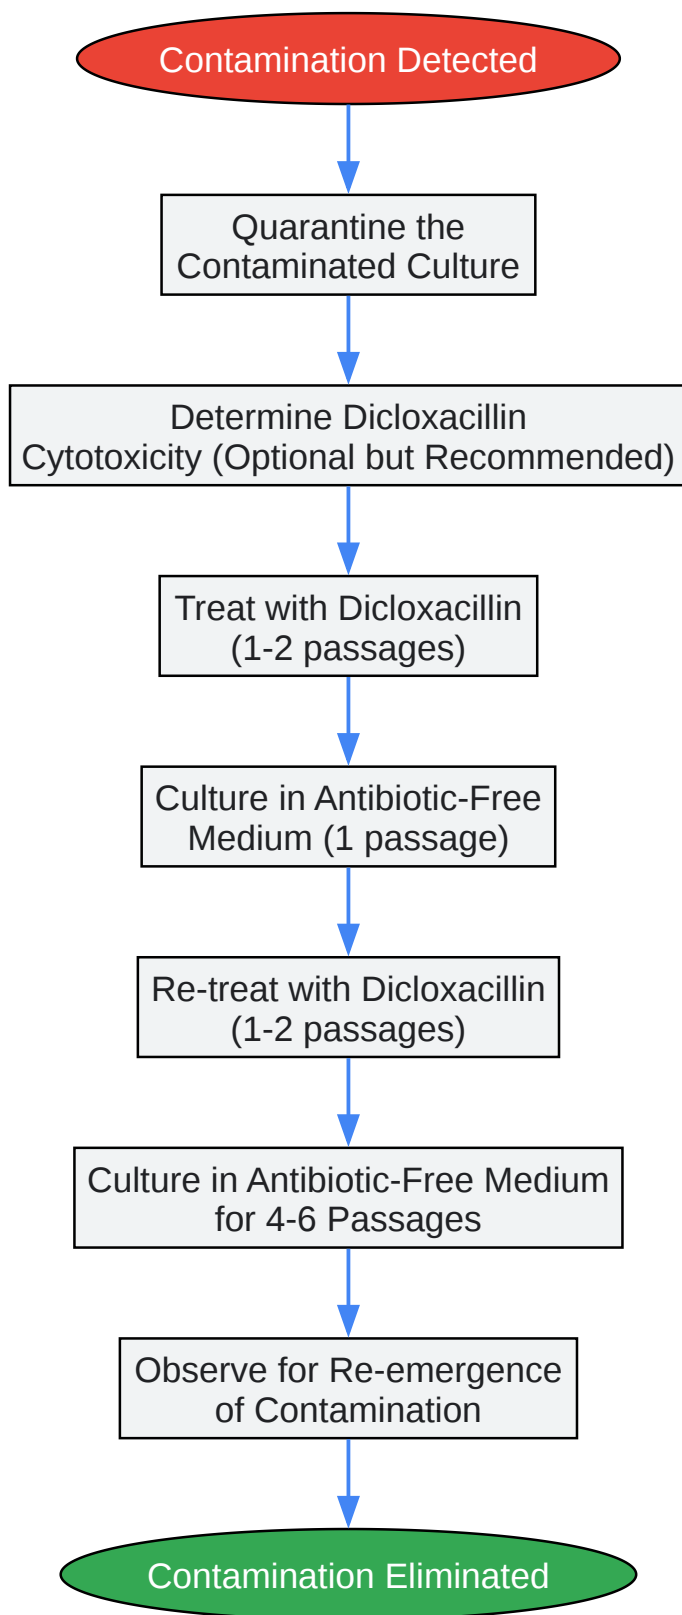 Contamination Detected
Quarantine the
Contaminated Culture
Determine Dicloxacillin
Cytotoxicity (Optional but Recommended)
Treat with Dicloxacillin
(1-2 passages)
Culture in Antibiotic-Free
Medium (1 passage)
Re-treat with Dicloxacillin
(1-2 passages)
Culture in Antibiotic-Free Medium
for 4-6 Passages
Observe for Re-emergence
of Contamination
Contamination Eliminated